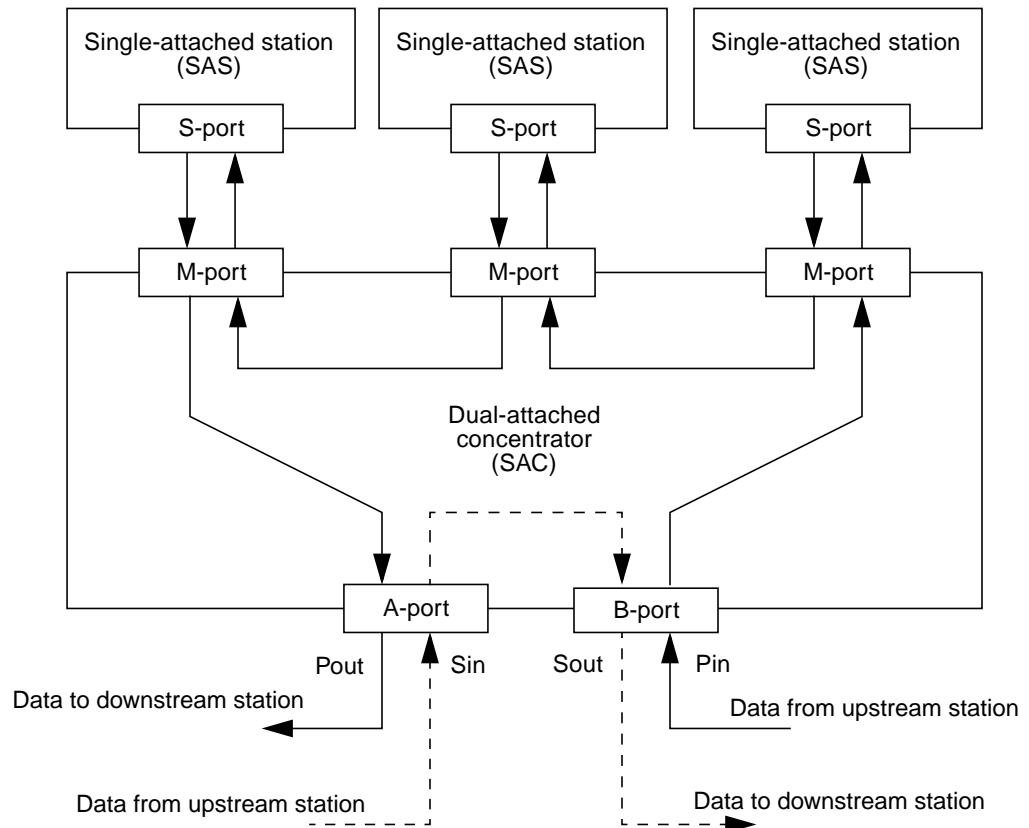 Single-attached station
(SAS)
Single-attached station
(SAS)
Single-attached station
(SAS)
S-port
S-port
S-port
M-port
M-port
M-port
Dual-attached
concentrator
(SAC)
A-port
B-port
Pout
Sin
Sout
Pin
Data to downstream station
Data from upstream station
Data from upstream station
Data to downstream station